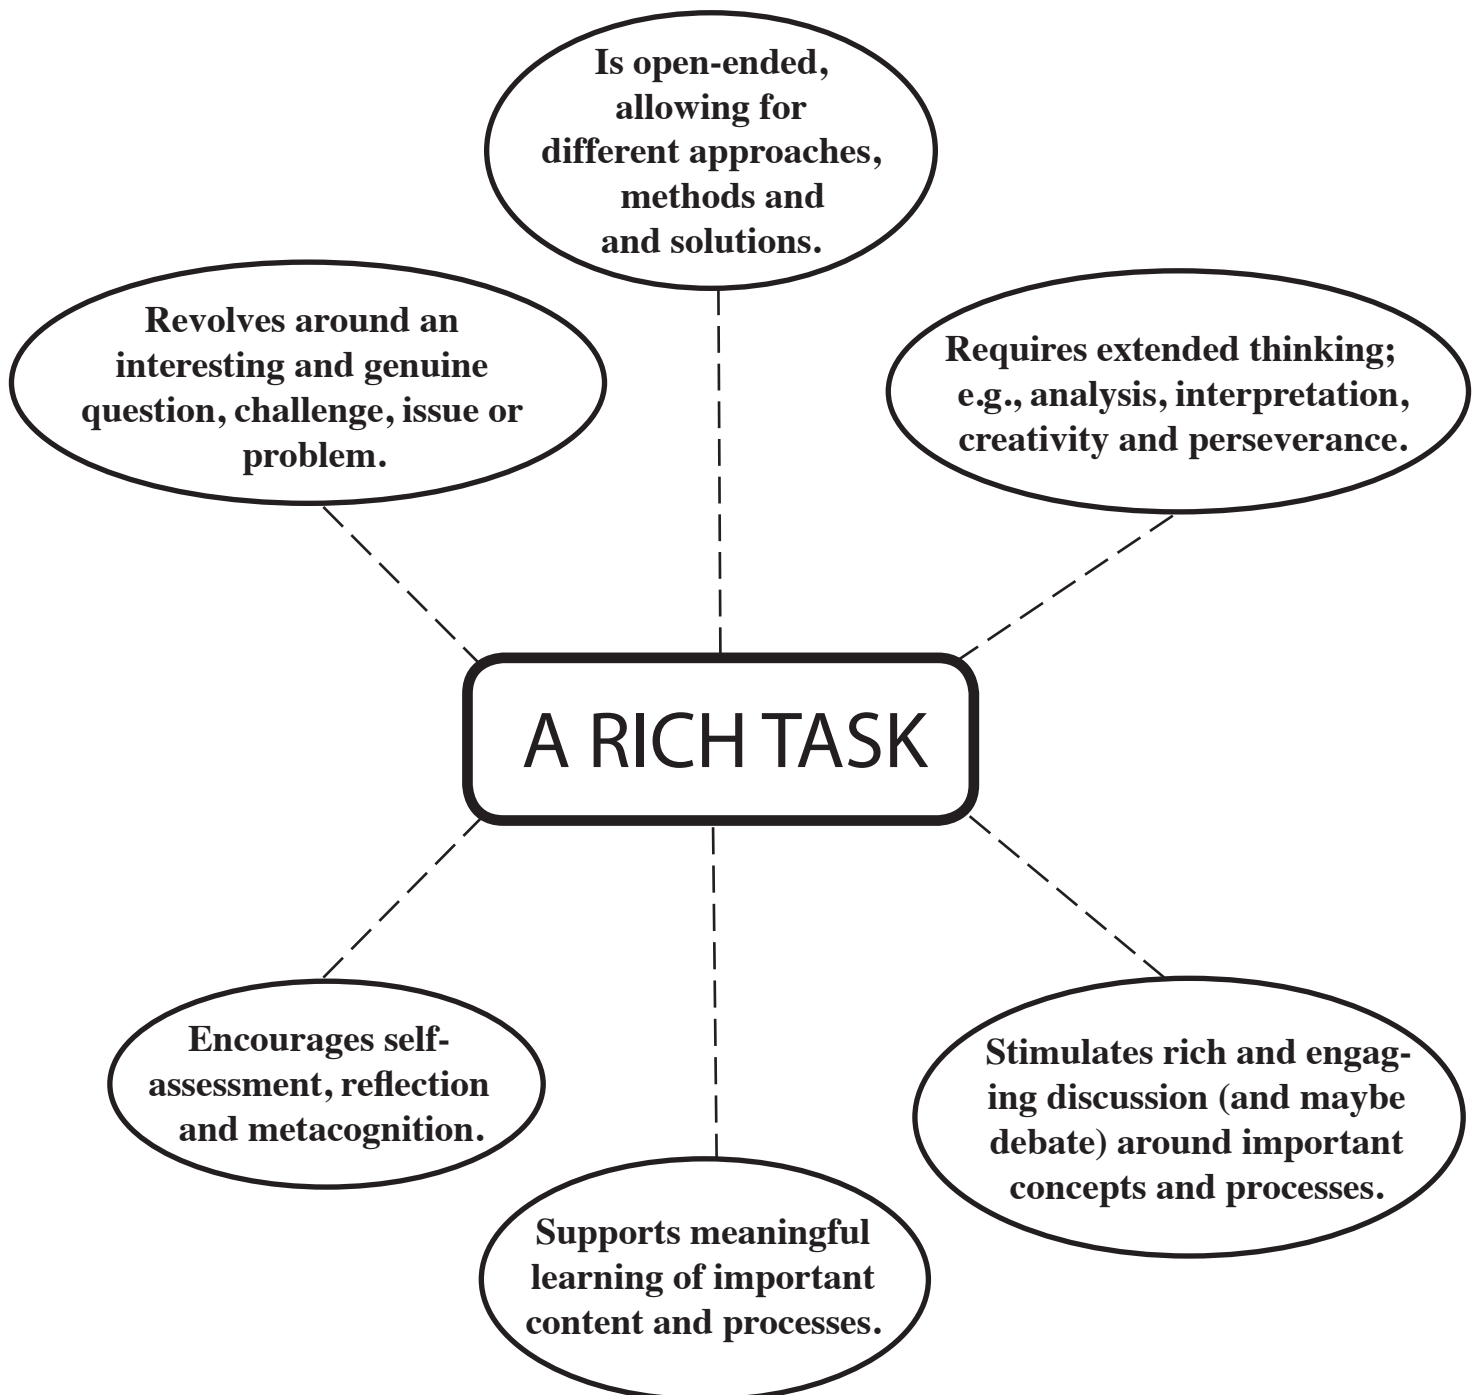 Is open-ended,
allowing for
different approaches,
methods and
and solutions.
Revolves around an
interesting and genuine
question, challenge, issue or
problem.
Requires extended thinking;
e.g., analysis, interpretation,
creativity and perseverance.
A RICH TASK
Encourages self-
assessment, reflection
and metacognition.
Supports meaningful
learning of important
content and processes.
Stimulates rich and engag-
ing discussion (and maybe
debate) around important
concepts and processes.